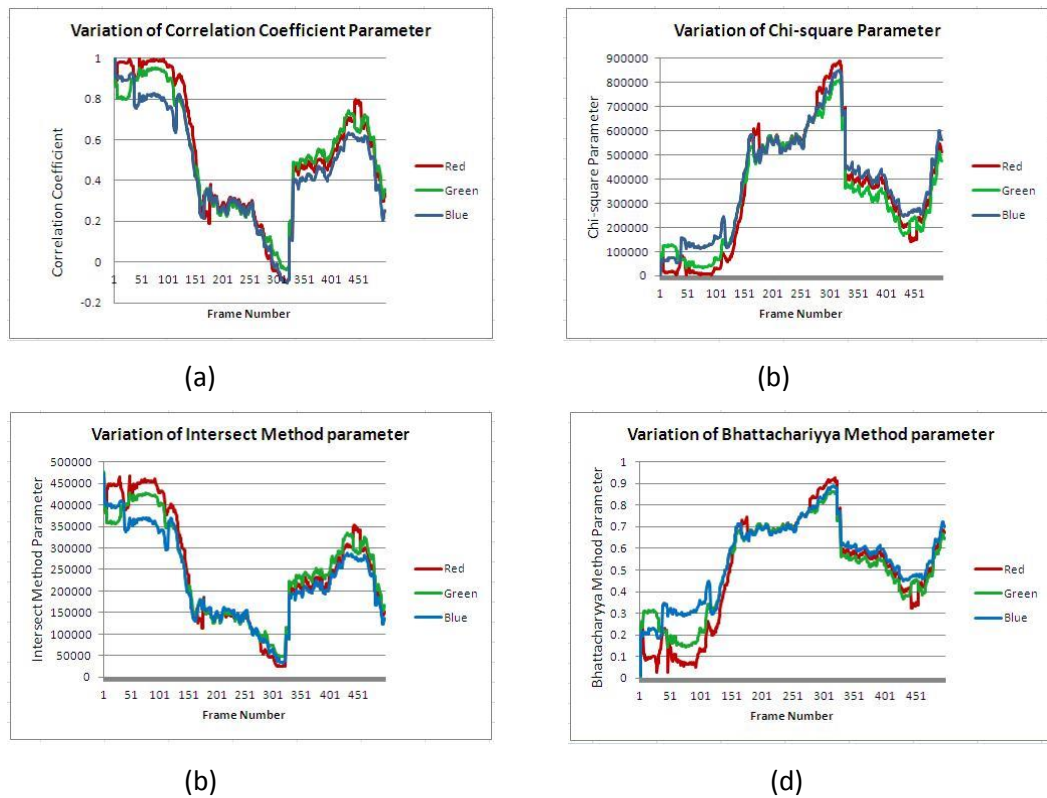 Variation of Correlation Coefficient Parameter
Correlation Coefficient
1
0.8
0.6
0.4
0.2
0
-0.2
1 51 101 151 201 251 301 351 401 451
Frame Number
Red
Green
Blue
(a)
Variation of Chi-square Parameter
Chi-square Parameter
900000
800000
700000
600000
500000
400000
300000
200000
100000
0
1 51 101 151 201 251 301 351 401 451
Frame Number
Red
Green
Blue
(b)
Variation of Intersect Method parameter
Intersect Method Parameter
500000
450000
400000
350000
300000
250000
200000
150000
100000
50000
0
1 51 101 151 201 251 301 351 401 451
Frame Number
Red
Green
Blue
(b)
Variation of Bhattachariyya Method parameter
Bhattacharyya Method Parameter
1
0.9
0.8
0.7
0.6
0.5
0.4
0.3
0.2
0.1
0
1 51 101 151 201 251 301 351 401 451
Frame Number
Red
Green
Blue
(d)